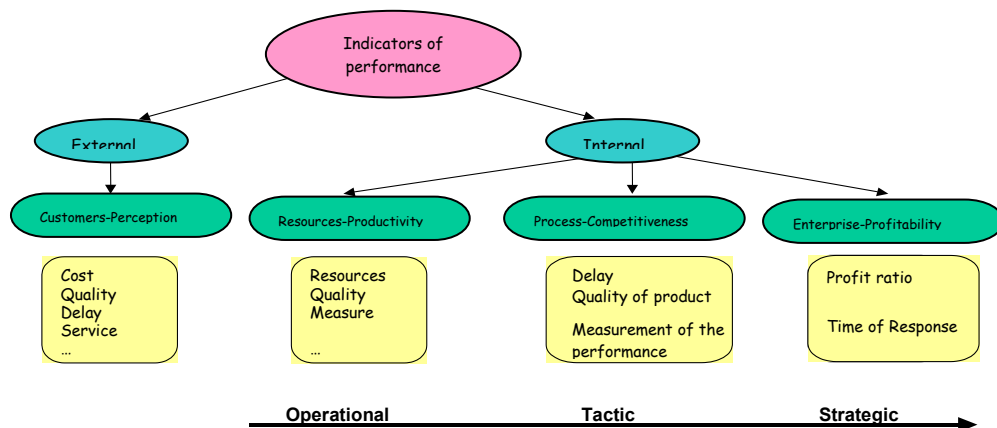 Indicators of
performance
External
Internal
Customers-Perception
Resources-Productivity
Process-Competitiveness
Enterprise-Profitability
Cost
Quality
Delay
Service
…
Resources
Quality
Measure
…
Delay
Quality of product
Measurement of the
performance
Profit ratio
Time of Response
Operational
Tactic
Strategic